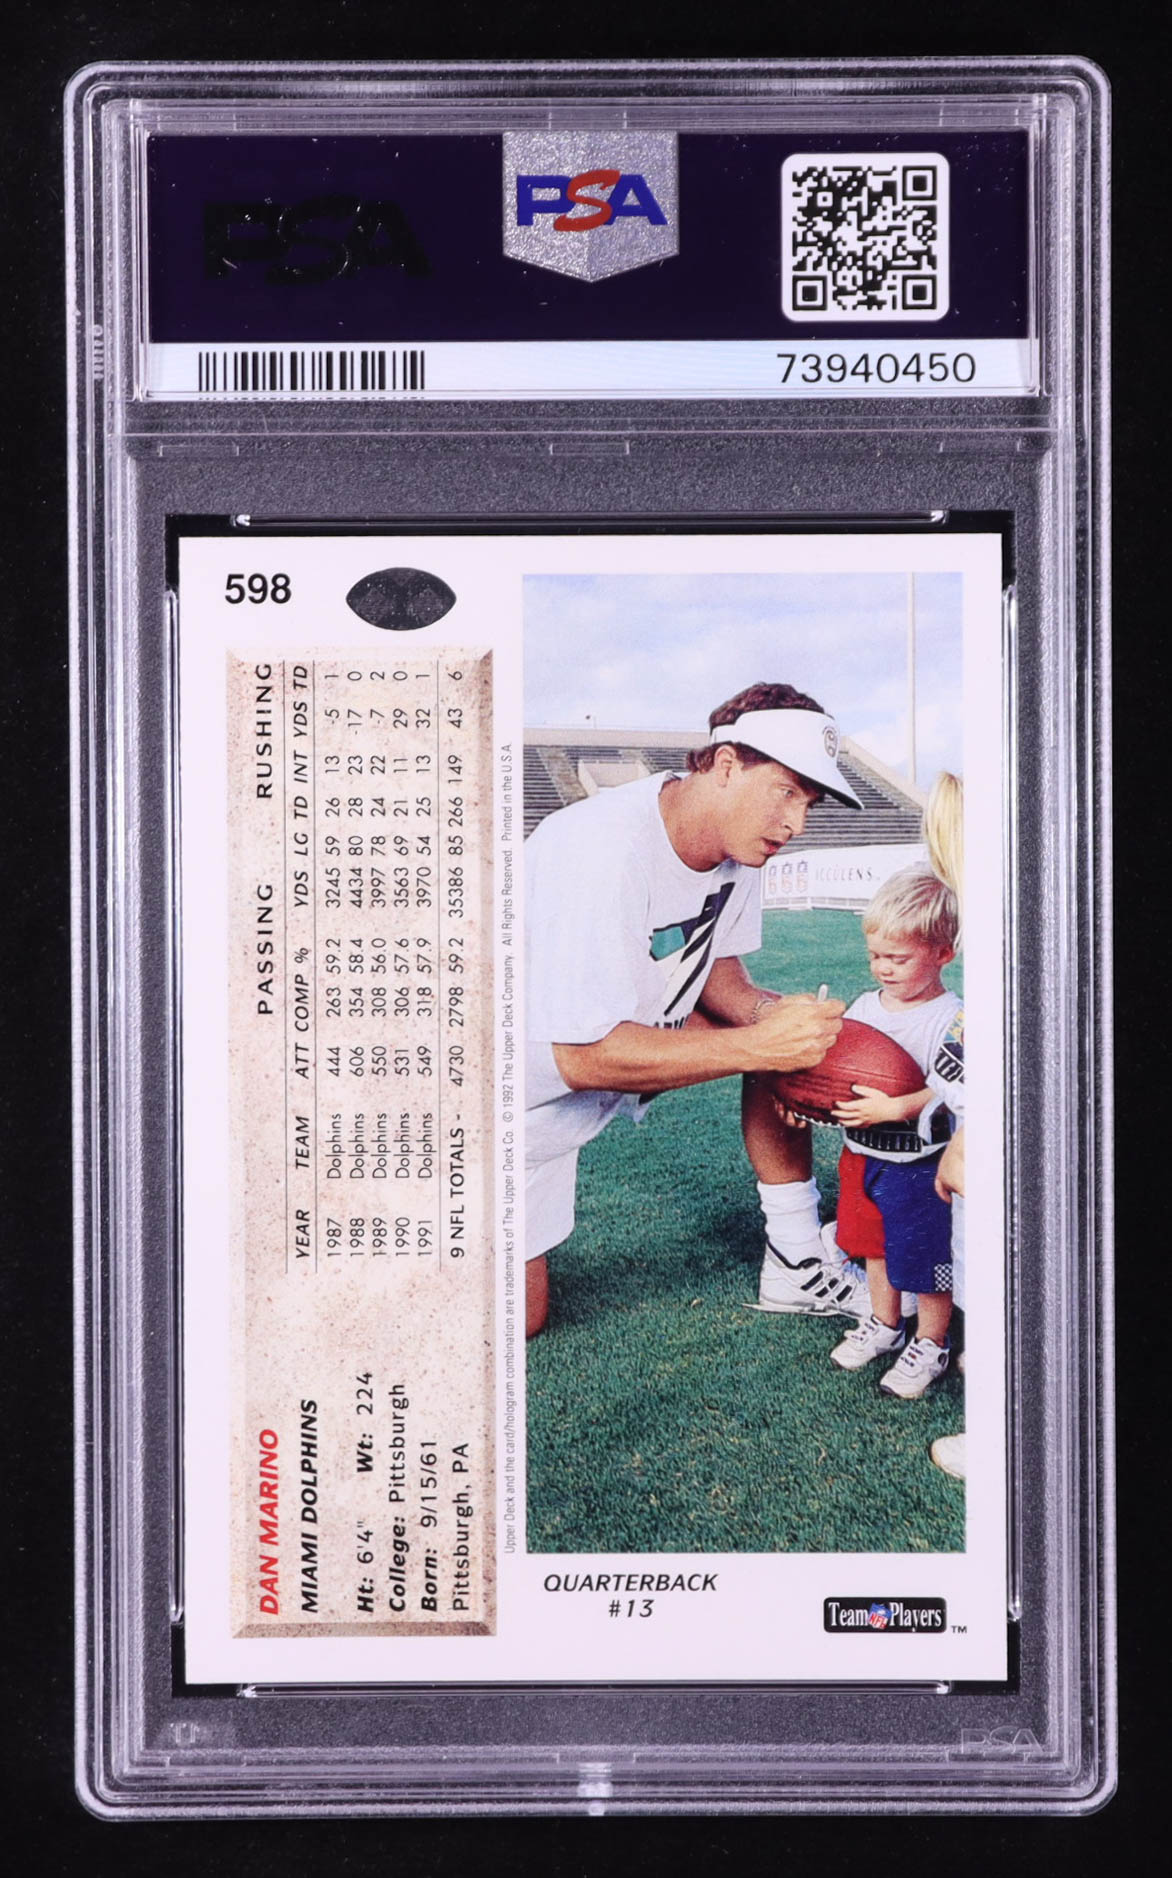 PSA
PSA
73940450
598
PASSING RUSHING
YEAR TEAM ATT COMP % YDS LG TD INT YDS TD
1987 Dolphins 444 263 59.2 3245 59 26 13 -5 1
1988 Dolphins 606 354 58.4 4434 80 28 23 -17 0
1989 Dolphins 550 308 56.0 3997 78 24 22 -7 2
1990 Dolphins 531 306 57.6 3563 69 21 11 29 0
1991 Dolphins 549 318 57.9 3970 54 25 13 32 1
9 NFL TOTALS - 4730 2798 59.2 35386 85 266 149 43 6
DAN MARINO
MIAMI DOLPHINS
Ht: 6'4" Wt: 224
College: Pittsburgh
Born: 9/15/61
Pittsburgh, PA
Upper Deck and the card/hologram combination are trademarks of The Upper Deck Co. © 1992 The Upper Deck Company. All Rights Reserved. Printed in the U.S.A.
ACCULENS
QUARTERBACK
#13
Team NFL Players ™
PSA